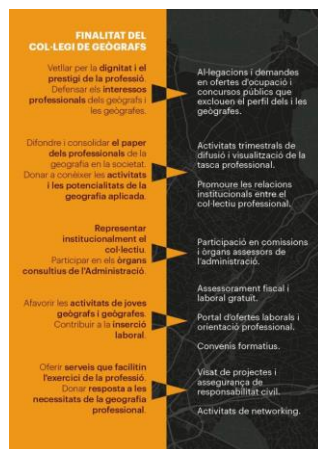 FINALITAT DEL
COL·LEGI DE GEÒGRAFS
Vetllar per la dignitat i el
prestigi de la professió.
Defensar els interessos
professionals dels geògrafs i
les geògrafes.
Al·legacions i demandes
en ofertes d'ocupació i
concursos públics que
exclouen el perfil dels i les
geògrafes.
Difondre i consolidar el paper
dels professionals de la
geografia en la societat.
Donar a conèixer les activitats
i les potencialitats de la
geografia aplicada.
Activitats trimestrals de
difusió i visualització de la
tasca professional.
Promoure les relacions
institucionals entre el
col·lectiu professional.
Representar
institucionalment el
col·lectiu.
Participar en els òrgans
consultius de l'Administració.
Participació en comissions
i òrgans assessors de
l'administració.
Afavorir les activitats de joves
geògrafs i geògrafes.
Contribuir a la inserció
laboral.
Assessorament fiscal i
laboral gratuït.
Portal d'ofertes laborals i
orientació professional.
Convenis formatius.
Oferir serveis que facilitin
l'exercici de la professió.
Donar resposta a les
necessitats de la geografia
professional.
Visat de projectes i
assegurança de
responsabilitat civil.
Activitats de networking.